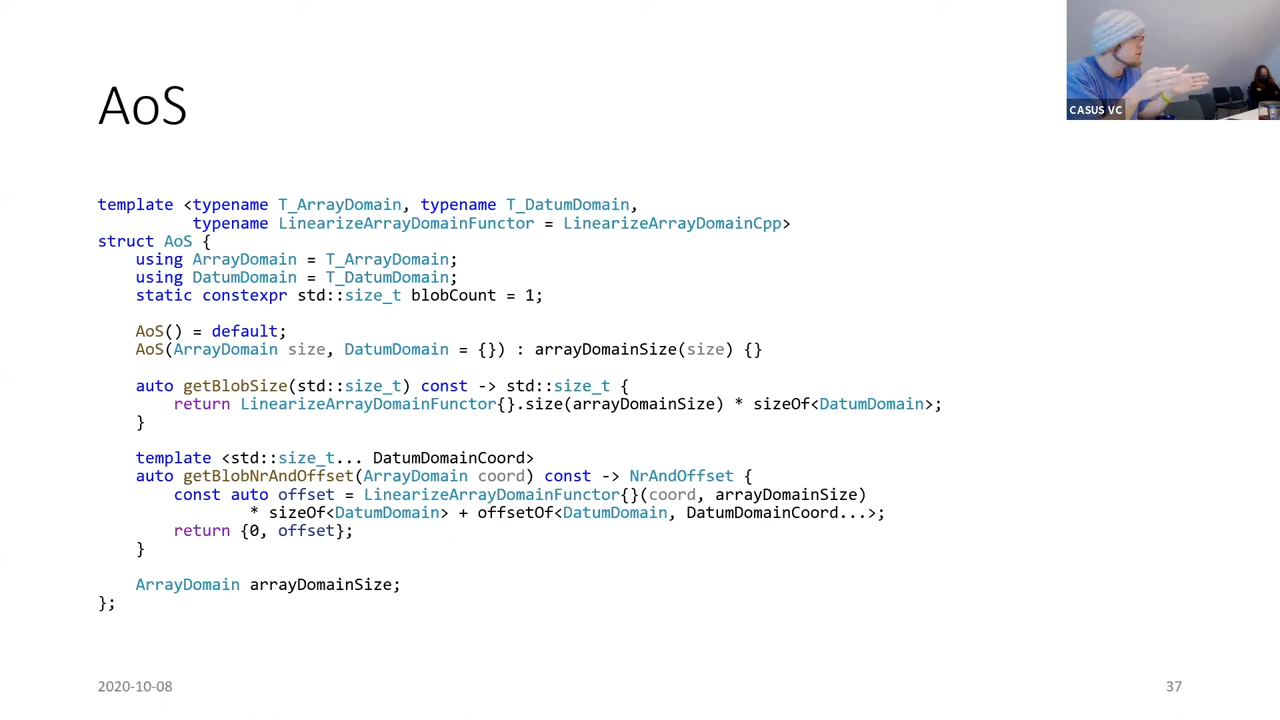 AoS
CASUS VC
template <typename T_ArrayDomain, typename T_DatumDomain,
          typename LinearizeArrayDomainFunctor = LinearizeArrayDomainCpp>
struct AoS {
    using ArrayDomain = T_ArrayDomain;
    using DatumDomain = T_DatumDomain;
    static constexpr std::size_t blobCount = 1;
    AoS() = default;
    AoS(ArrayDomain size, DatumDomain = {}) : arrayDomainSize(size) {}
    auto getBlobSize(std::size_t) const -> std::size_t {
        return LinearizeArrayDomainFunctor{}.size(arrayDomainSize) * sizeOf<DatumDomain>;
    }
    template <std::size_t... DatumDomainCoord>
    auto getBlobNrAndOffset(ArrayDomain coord) const -> NrAndOffset {
        const auto offset = LinearizeArrayDomainFunctor{}(coord, arrayDomainSize)
                * sizeOf<DatumDomain> + offsetOf<DatumDomain, DatumDomainCoord...>;
        return {0, offset};
    }
    ArrayDomain arrayDomainSize;
};
2020-10-08
37